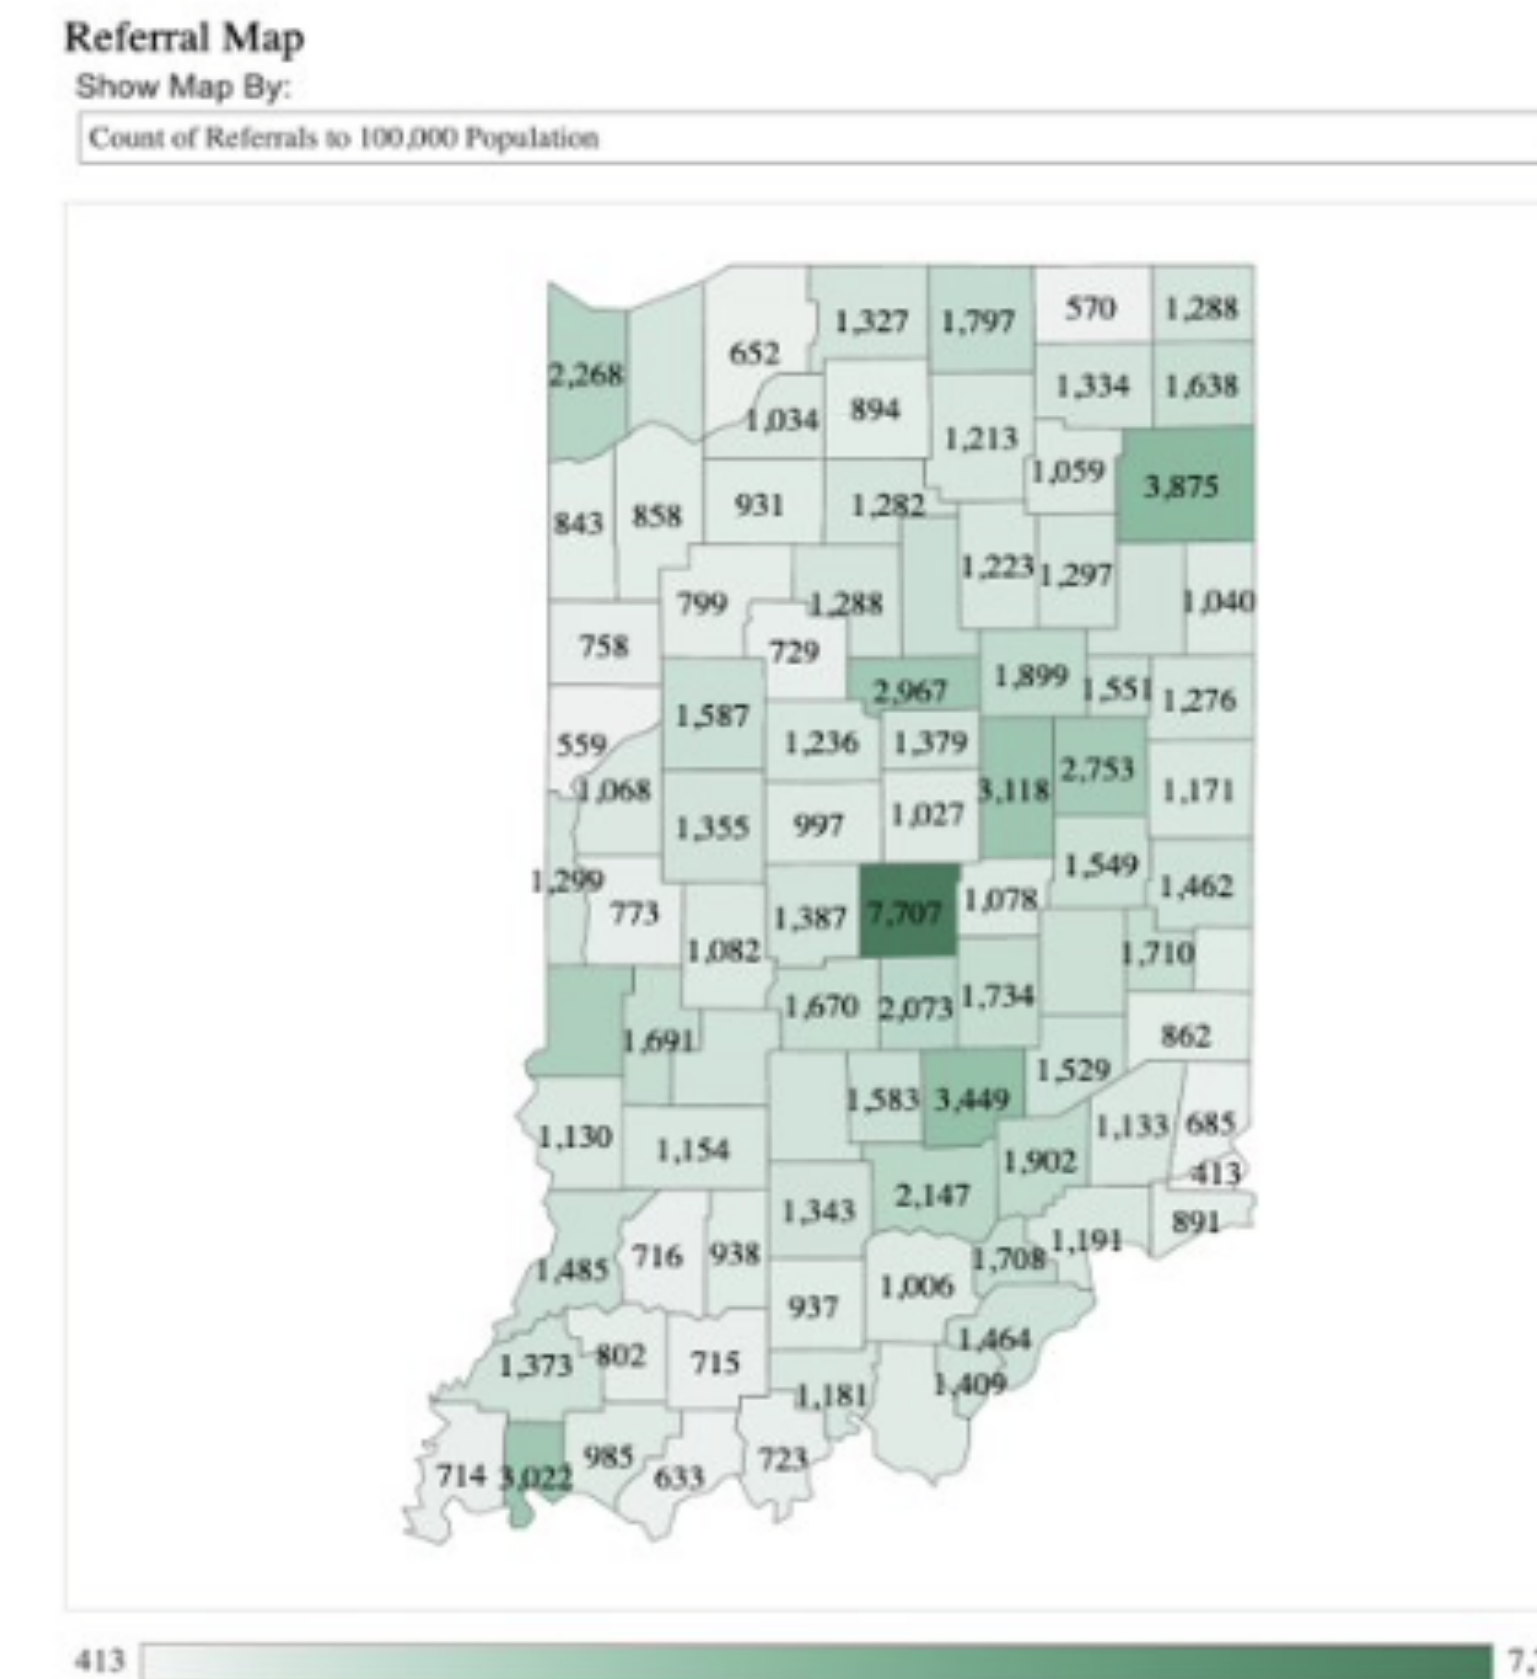 Referral Map
Show Map By:
Count of Referrals to 100,000 Population
1,327 1,797 570 1,288
2,268 652
1,334 1,638
1,034 894
1,213
1,059 3,875
843 858 931 1,282
1,223 1,297
799 1,288 1,040
758 729
2,967 1,899 1,551 1,276
1,587
559 1,236 1,379
1,068 3,118 2,753 1,171
1,355 997 1,027
1,299 1,549 1,462
773 1,387 7,707 1,078
1,082 1,710
1,670 2,073 1,734
1,691 862
1,529
1,583 3,449
1,130 1,154 1,133 685
1,902 413
1,343 2,147 891
1,485 716 938 1,708 1,191
937 1,006
1,373 802 715 1,464
1,181 1,409
714 3,022 985 633 723
413